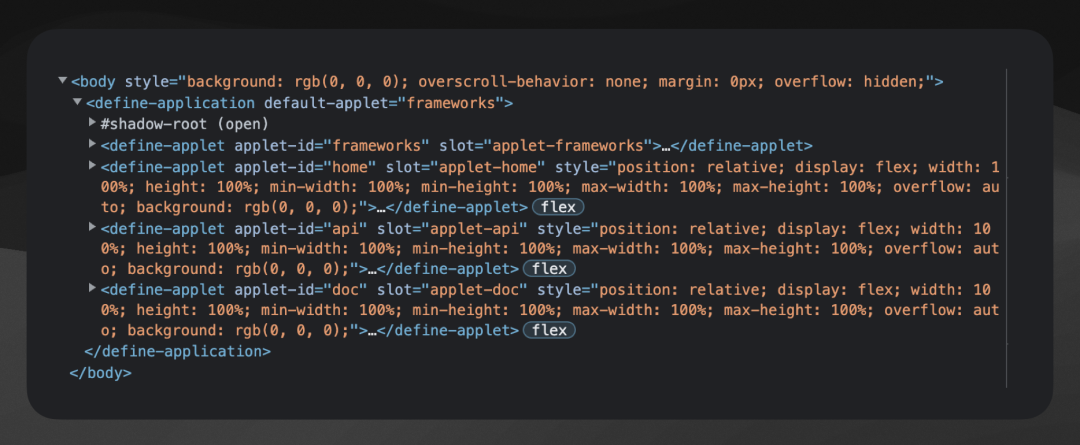 <body style="background: rgb(0, 0, 0); overscroll-behavior: none; margin: 0px; overflow: hidden;">
<define-application default-applet="frameworks">
#shadow-root (open)
<define-applet applet-id="frameworks" slot="applet-frameworks">…</define-applet>
<define-applet applet-id="home" slot="applet-home" style="position: relative; display: flex; width: 1
00%; height: 100%; min-width: 100%; min-height: 100%; max-width: 100%; max-height: 100%; overflow: au
to; background: rgb(0, 0, 0);">…</define-applet> flex
<define-applet applet-id="api" slot="applet-api" style="position: relative; display: flex; width: 10
0%; height: 100%; min-width: 100%; min-height: 100%; max-width: 100%; max-height: 100%; overflow: aut
o; background: rgb(0, 0, 0);">…</define-applet> flex
<define-applet applet-id="doc" slot="applet-doc" style="position: relative; display: flex; width: 10
0%; height: 100%; min-width: 100%; min-height: 100%; max-width: 100%; max-height: 100%; overflow: aut
o; background: rgb(0, 0, 0);">…</define-applet> flex
</define-application>
</body>